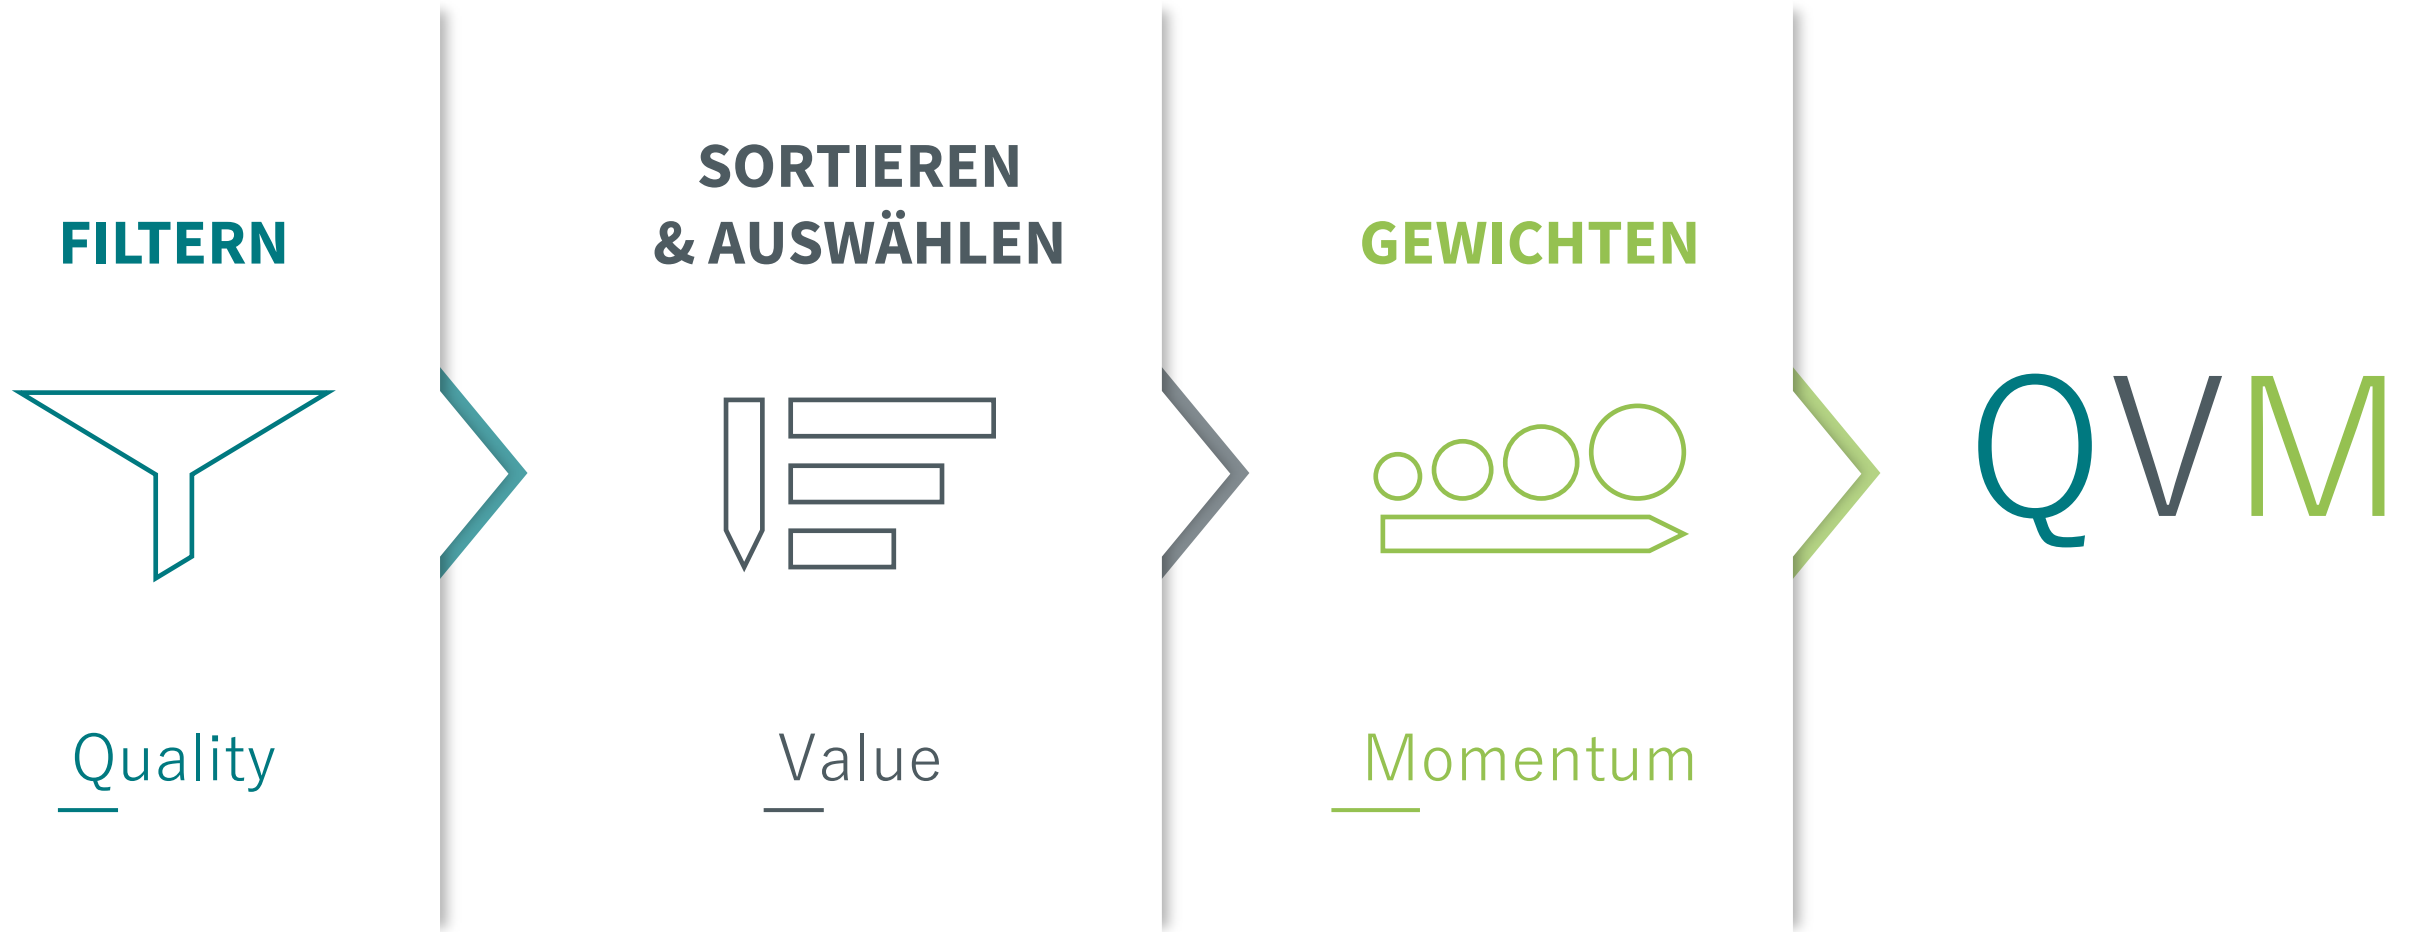 FILTERN
Quality
SORTIEREN
& AUSWÄHLEN
Value
GEWICHTEN
Momentum
QVM